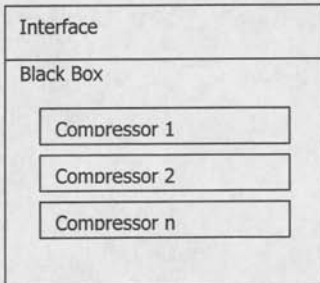 Interface
Black Box
Compressor 1
Compressor 2
Compressor n